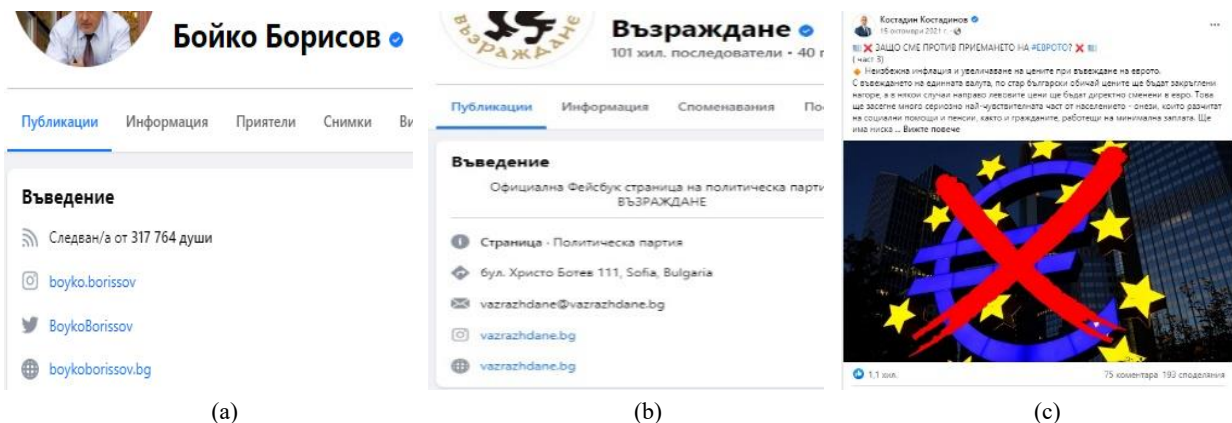 Бойко Борисов
Публикации Информация Приятели Снимки Ви
Въведение
Следван/а от 317 764 души
boyko.borissov
BoykoBorissov
boykoborissov.bg
(a)
ВЪЗРАЖДАНЕ
Възраждане
101 хил. последователи • 40 г
Публикации Информация Споменавания По
Въведение
Официална Фейсбук страница на политическа парти
ВЪЗРАЖДАНЕ
Страница · Политическа партия
бул. Христо Ботев 111, Sofia, Bulgaria
vazrazhdane@vazrazhdane.bg
vazrazhdane.bg
vazrazhdane.bg
(b)
Костадин Костадинов
15 октомври 2021 г. ·
ЗАЩО СМЕ ПРОТИВ ПРИЕМАНЕТО НА #ЕВРОТО?
( част 3)
Неизбежна инфлация и увеличаване на цените при въвеждане на еврото.
С въвеждането на единната валута, по стар български обичай цените ще бъдат закръглени
нагоре, а в някои случаи направо левовите цени ще бъдат директно сменени в евро. Това
ще засегне много сериозно най-чувствителната част от населението - онези, които разчитат
на социални помощи и пенсии, както и гражданите, работещи на минимална заплата. Ще
има ниска ... Вижте повече
1,1 хил.
75 коментара 193 споделяния
(c)